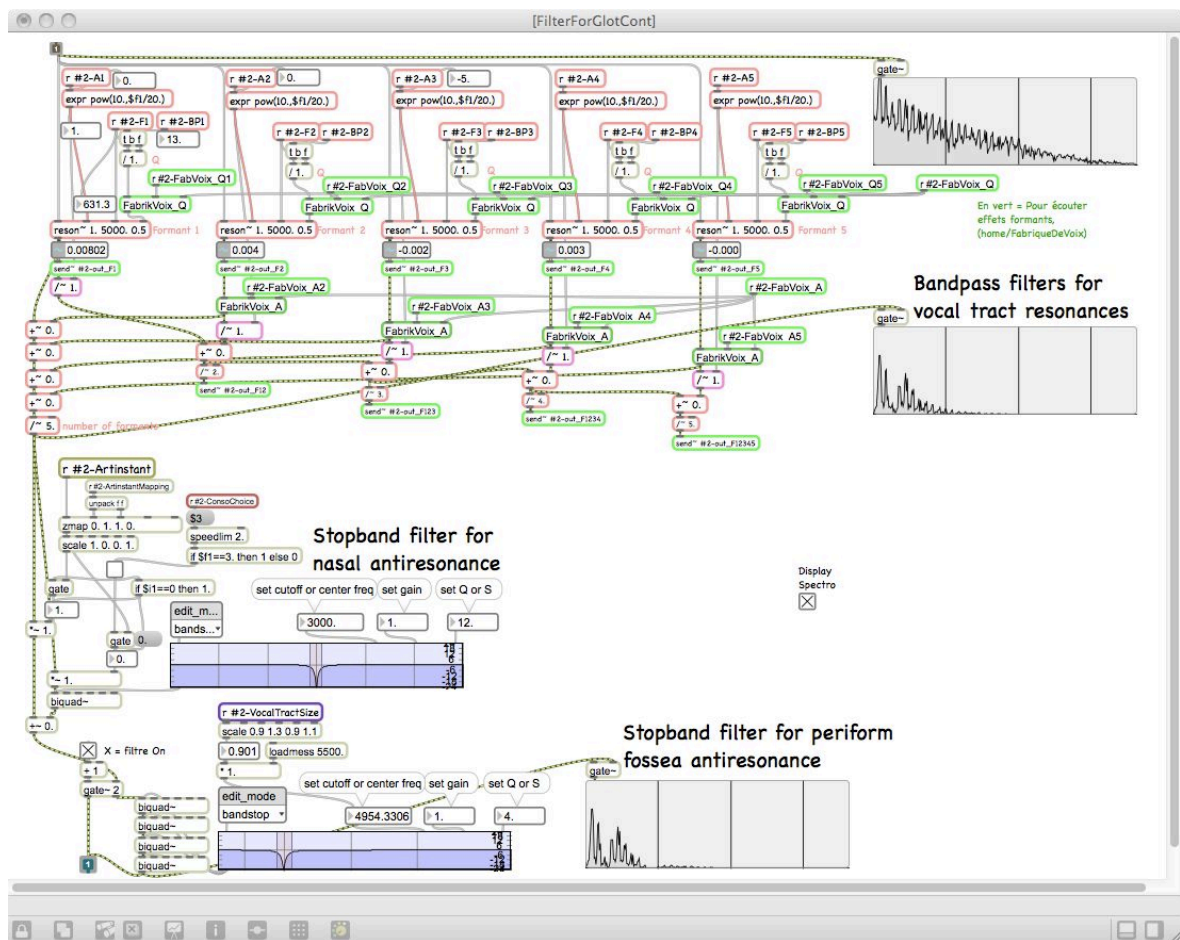 [FilterForGlotCont]
1
r #2-A1
0.
r #2-A2
0.
r #2-A3
-5.
r #2-A4
r #2-A5
gate~
expr pow(10.,$f1/20.)
expr pow(10.,$f1/20.)
expr pow(10.,$f1/20.)
expr pow(10.,$f1/20.)
expr pow(10.,$f1/20.)
1.
r #2-F1
r #2-BP1
r #2-F2
r #2-BP2
r #2-F3
r #2-BP3
r #2-F4
r #2-BP4
r #2-F5
r #2-BP5
t b f
13.
t b f
t b f
t b f
t b f
/ 1.
Q
/ 1.
Q
/ 1.
Q
/ 1.
Q
/ 1.
Q
r #2-FabVoix_Q1
r #2-FabVoix_Q2
r #2-FabVoix_Q3
r #2-FabVoix_Q4
r #2-FabVoix_Q5
r #2-FabVoix_Q
631.3
FabrikVoix_Q
FabrikVoix_Q
FabrikVoix_Q
FabrikVoix_Q
FabrikVoix_Q
En vert = Pour écouter
effets formants,
(home/FabriqueDeVoix)
reson~ 1. 5000. 0.5
Formant 1
reson~ 1. 5000. 0.5
Formant 2
reson~ 1. 5000. 0.5
Formant 3
reson~ 1. 5000. 0.5
Formant 4
reson~ 1. 5000. 0.5
Formant 5
0.00802
0.004
-0.002
0.003
-0.000
send~ #2-out_F1
send~ #2-out_F2
send~ #2-out_F3
send~ #2-out_F4
send~ #2-out_F5
/~ 1.
r #2-FabVoix_A2
r #2-FabVoix_A
Bandpass filters for
vocal tract resonances
FabrikVoix_A
r #2-FabVoix_A3
r #2-FabVoix_A4
gate~
+~ 0.
/~ 1.
FabrikVoix_A
FabrikVoix_A
r #2-FabVoix_A5
+~ 0.
+~ 0.
/~ 1.
/~ 1.
FabrikVoix_A
+~ 0.
/~ 2.
+~ 0.
+~ 0.
/~ 1.
+~ 0.
send~ #2-out_F12
/~ 3.
/~ 4.
+~ 0.
/~ 5.
number of formants
send~ #2-out_F123
send~ #2-out_F1234
/~ 5.
send~ #2-out_F12345
r #2-Artinstant
r #2-ArtinstantMapping
unpack f f
r #2-ConsoChoice
zmap 0. 1. 1. 0.
$3
scale 1. 0. 0. 1.
speedlim 2.
if $f1==3. then 1 else 0
Stopband filter for
nasal antiresonance
gate
if $i1==0 then 1.
set cutoff or center freq
set gain
set Q or S
Display
Spectro
1.
edit_m...
3000.
1.
12.
*~ 1.
gate
0.
bands...
0.
*~ 1.
biquad~
18
12
6
-6
-12
-18
-24
+~ 0.
r #2-VocalTractSize
scale 0.9 1.3 0.9 1.1
Stopband filter for periform
fossea antiresonance
X = filtre On
0.901
loadmess 5500.
+ 1
* 1.
gate~
gate~ 2
set cutoff or center freq
set gain
set Q or S
biquad~
edit_mode
bandstop
4954.3306
1.
4.
biquad~
biquad~
biquad~
18
12
6
-6
-12
-18
-24
1